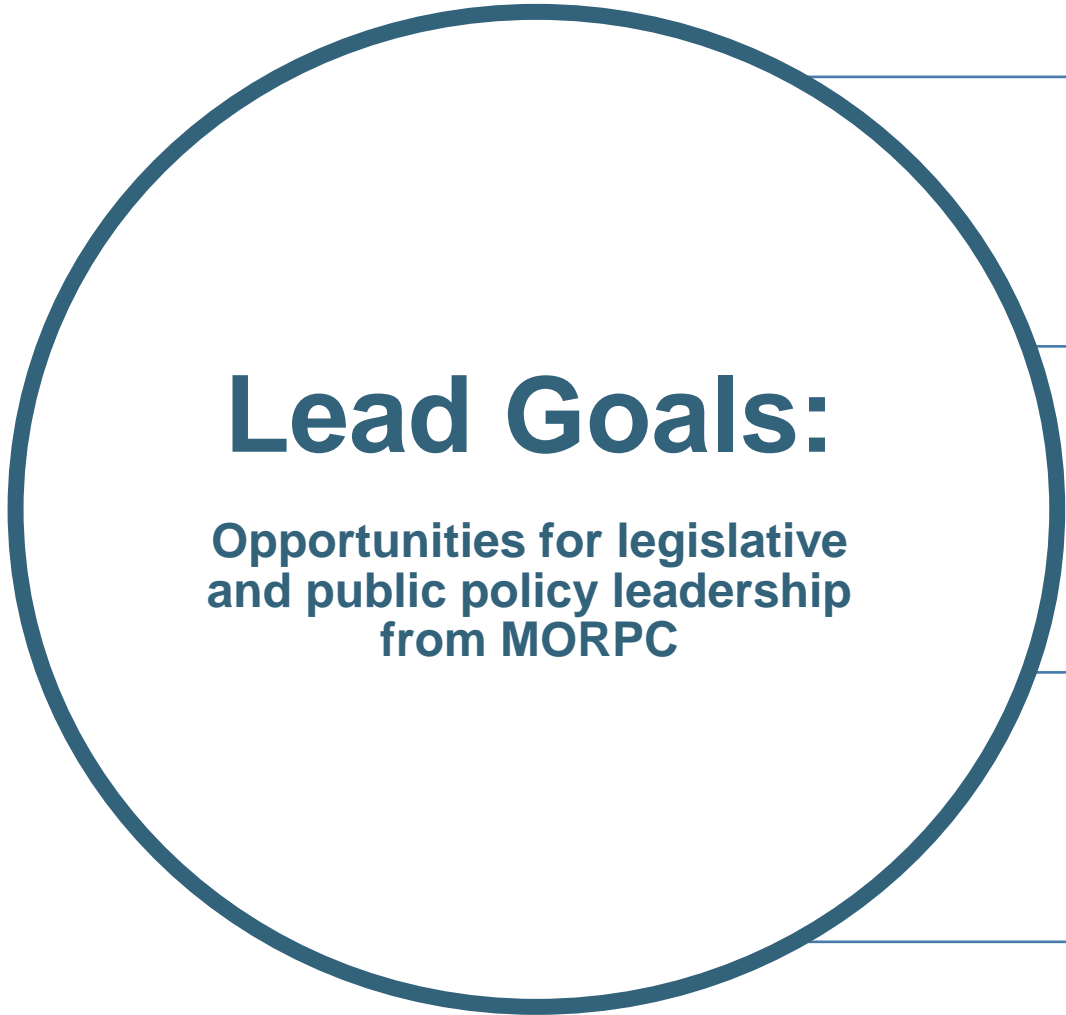 Lead Goals:
Opportunities for legislative
and public policy leadership
from MORPC